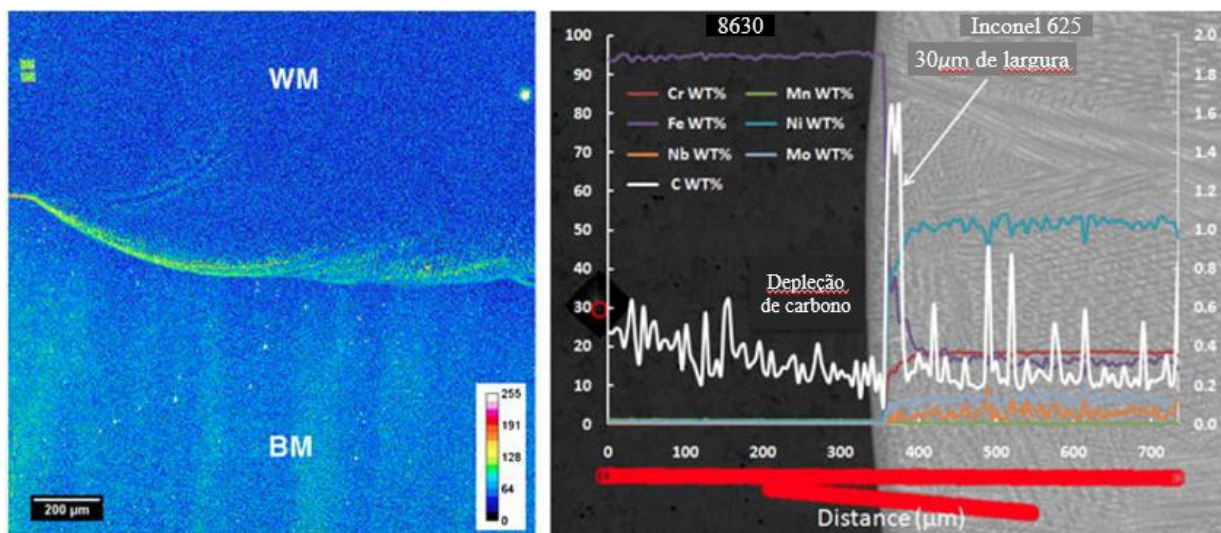 WM
BM
200 µm
255
191
128
64
0
8630
Inconel 625
30µm de largura
100
90
80
70
60
50
40
30
20
10
0
2.0
1.8
1.6
1.4
1.2
1.0
0.8
0.6
0.4
0.2
0.0
Cr WT%
Mn WT%
Fe WT%
Ni WT%
Nb WT%
Mo WT%
C WT%
Depleção
de carbono
0 100 200 300 400 500 600 700
Distance (µm)